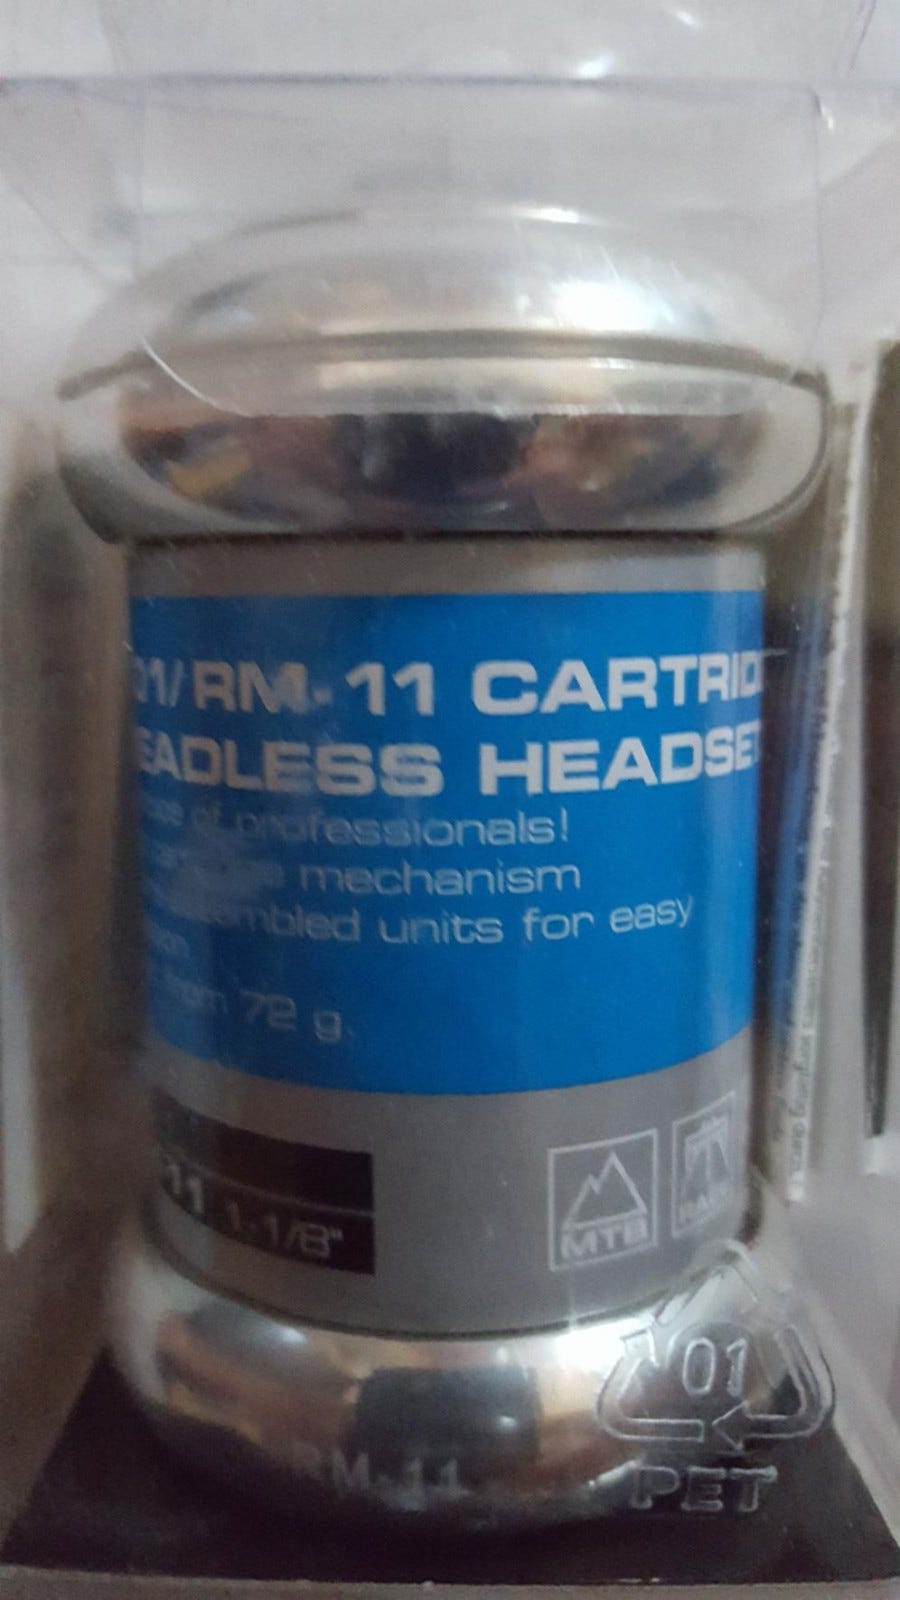 01/RM-11 CARTRID
EADLESS HEADSET
of professionals!
mechanism
units for easy
72 g.
11 1-1/8"
MTB
01
PET
RM-11